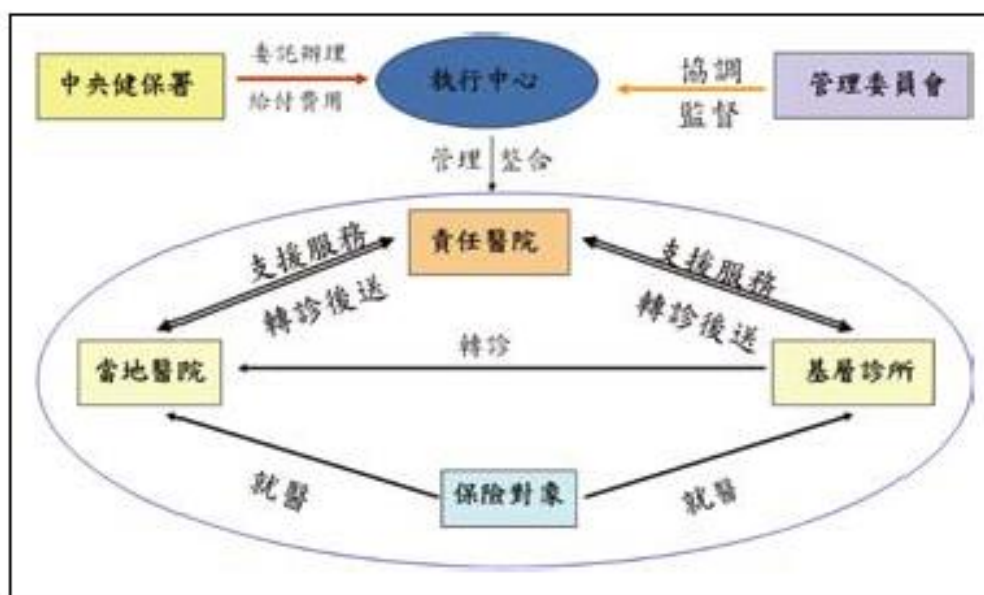 委託辦理
中央健保署
執行中心
協調
管理委員會
給付費用
監督
管理 整合
責任醫院
支援服務
支援服務
轉診後送
轉診後送
當地醫院
轉診
基層診所
就醫
保險對象
就醫